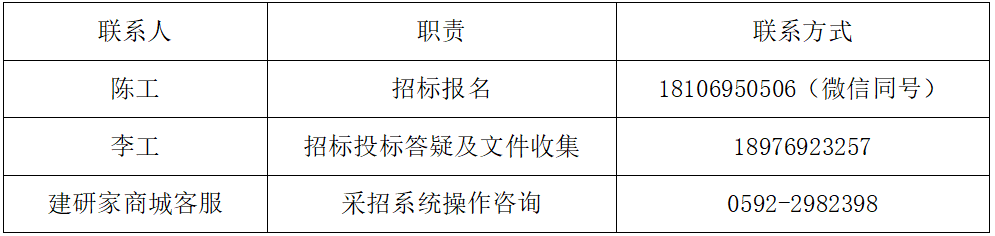 联系人 职责 联系方式
陈工 招标报名 18106950506（微信同号）
李工 招标投标答疑及文件收集 18976923257
建研家商城客服 采招系统操作咨询 0592-2982398